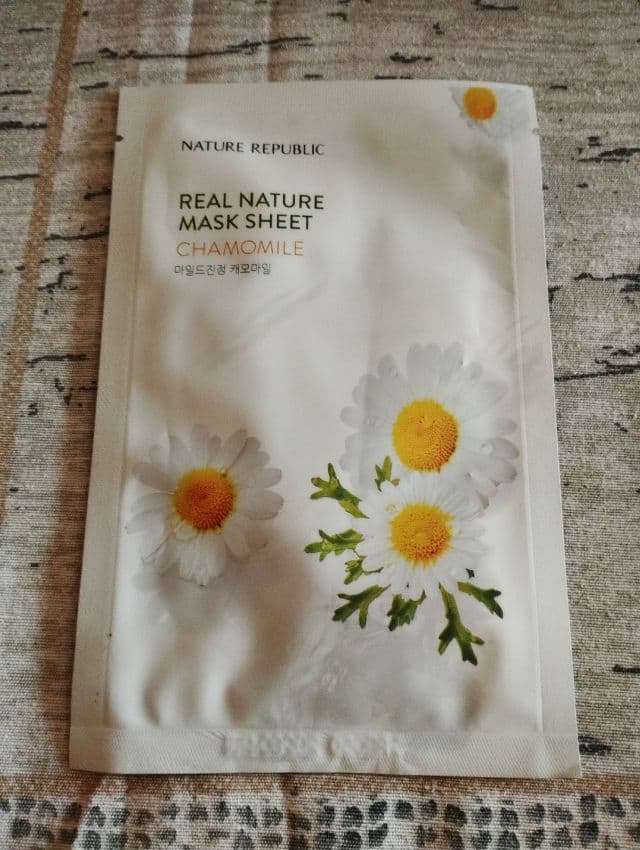 NATURE REPUBLIC
REAL NATURE
MASK SHEET
CHAMOMILE
마일드진정 캐모마일